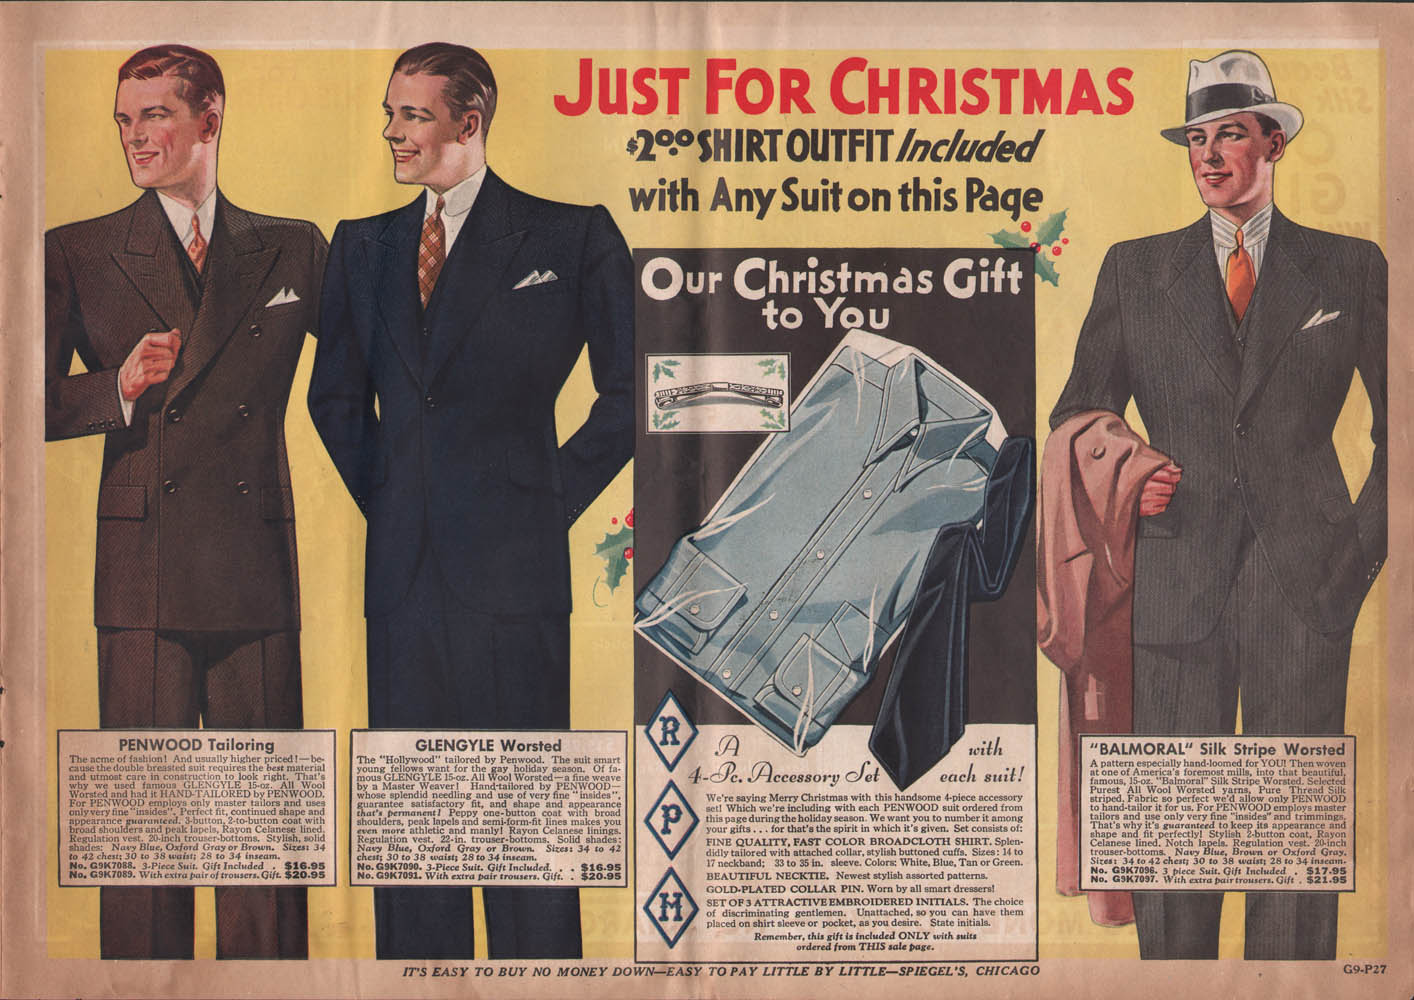 JUST FOR CHRISTMAS
$2.00 SHIRT OUTFIT Included
with Any Suit on this Page
Our Christmas Gift
to You
PENWOOD Tailoring
The acme of fashion! And usually higher priced!—be-
cause the double breasted suit requires the best material
and utmost care in construction to look right. That's
why we used famous GLENGYLE 15-oz. All Wool
Worsted and had it HAND-TAILORED by PENWOOD.
For PENWOOD employs only master tailors and uses
only very fine "insides". Perfect fit, continued shape and
appearance guaranteed. 3-button, 2-to-button coat with
broad shoulders and peak lapels, Rayon Celanese lined.
Regulation vest. 20-inch trouser-bottoms. Stylish, solid
shades: Navy Blue, Oxford Gray or Brown. Sizes: 34
to 42 chest; 30 to 38 waist; 28 to 34 inseam.
No. G9K7088. 3-Piece Suit. Gift Included . $16.95
No. G9K7089. With extra pair of trousers. Gift. $20.95
GLENGYLE Worsted
The "Hollywood" tailored by Penwood. The suit smart
young fellows want for the gay holiday season. Of fa-
mous GLENGYLE 15-oz. All Wool Worsted—a fine weave
by a Master Weaver! Hand-tailored by PENWOOD—
whose splendid needling and use of very fine "insides",
guarantee satisfactory fit, and shape and appearance
that's permanent! Peppy one-button coat with broad
shoulders, peak lapels and semi-form-fit lines makes you
even more athletic and manly! Rayon Celanese linings.
Regulation vest. 22-in. trouser-bottoms. Solid shades:
Navy Blue, Oxford Gray or Brown. Sizes: 34 to 42
chest; 30 to 38 waist; 28 to 34 inseam.
No. G9K7090. 3-Piece Suit. Gift Included. . . $16.95
No. G9K7091. With extra pair trousers. Gift. . $20.95
R
P
M
A with
4-Pc. Accessory Set each suit!
We're saying Merry Christmas with this handsome 4-piece accessory
set! Which we're including with each PENWOOD suit ordered from
this page during the holiday season. We want you to number it among
your gifts . . . for that's the spirit in which it's given. Set consists of:
FINE QUALITY, FAST COLOR BROADCLOTH SHIRT. Splen-
didly tailored with attached collar, stylish buttoned cuffs. Sizes: 14 to
17 neckband; 33 to 35 in. sleeve. Colors: White, Blue, Tan or Green.
BEAUTIFUL NECKTIE. Newest stylish assorted patterns.
GOLD-PLATED COLLAR PIN. Worn by all smart dressers!
SET OF 3 ATTRACTIVE EMBROIDERED INITIALS. The choice
of discriminating gentlemen. Unattached, so you can have them
placed on shirt sleeve or pocket, as you desire. State initials.
Remember, this gift is included ONLY with suits
ordered from THIS sale page.
"BALMORAL" Silk Stripe Worsted
A pattern especially hand-loomed for YOU! Then woven
at one of America's foremost mills, into that beautiful,
famous, 15-oz. "Balmoral" Silk Stripe Worsted. Selected
Purest All Wool Worsted yarns, Pure Thread Silk
striped. Fabric so perfect we'd allow only PENWOOD
to hand-tailor it for us. For PENWOOD employs master
tailors and use only very fine "insides" and trimmings.
That's why it's guaranteed to keep its appearance and
shape and fit perfectly! Stylish 2-button coat, Rayon
Celanese lined. Notch lapels. Regulation vest. 20-inch
trouser-bottoms. Navy Blue, Brown or Oxford Gray.
Sizes: 34 to 42 chest; 30 to 38 waist; 28 to 34 inseam.
No. G9K7096. 3 piece Suit. Gift Included . $17.95
No. G9K7097. With extra pair trousers. Gift . $21.95
IT'S EASY TO BUY NO MONEY DOWN—EASY TO PAY LITTLE BY LITTLE—SPIEGEL'S, CHICAGO
G9-P27